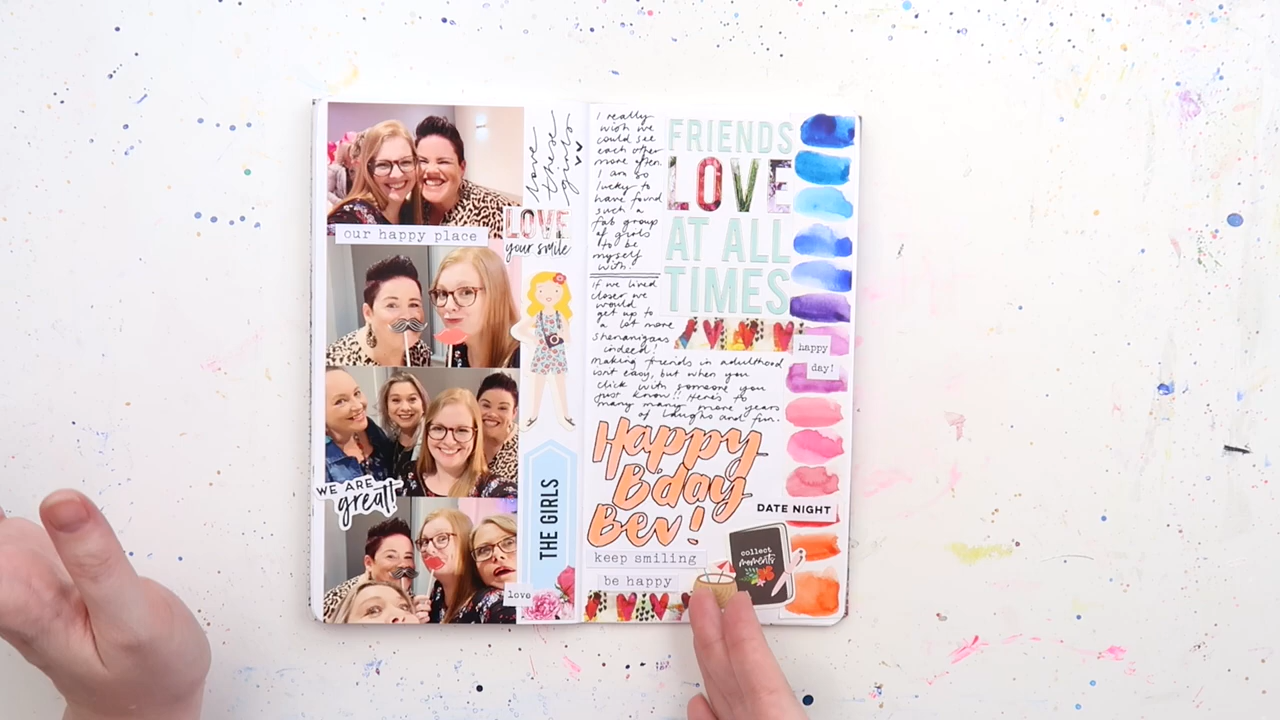 our happy place
WE ARE
great!
love
these
girls
LOVE
your smile
THE GIRLS
love
I really
wish we
could see
each other
more often.
I am so
lucky to
have found
such a
fab group
of girls
to be
myself
with!
If we lived
closer we
would
get up to
a lot more
shenanigans
indeed!
making friends in adulthood
isnt easy, but when you
click with someone you
just know!! Heres to
many many more years
of laughs and fun.
FRIENDS
LOVE
AT ALL
TIMES
happy
day!
Happy
B'day
Bev!
DATE NIGHT
keep smiling
be happy
collect
moments